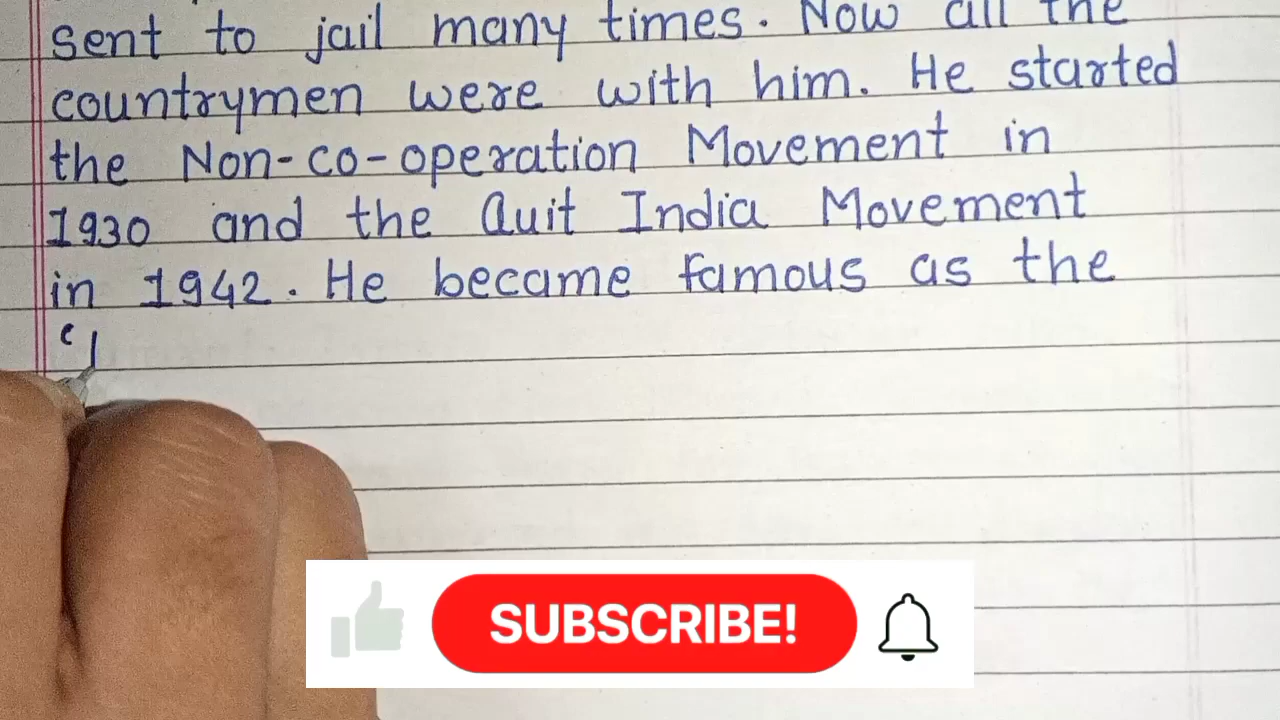 sent to jail many times. Now all the
countrymen were with him. He started
the Non-co-operation Movement in
1930 and the Quit India Movement
in 1942. He became famous as the
SUBSCRIBE!